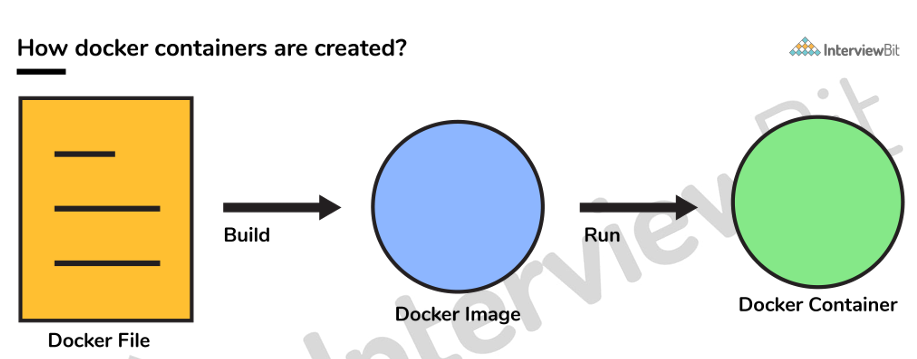 How docker containers are created?
InterviewBit
Build
Run
Docker File
Docker Image
Docker Container
InterviewBit